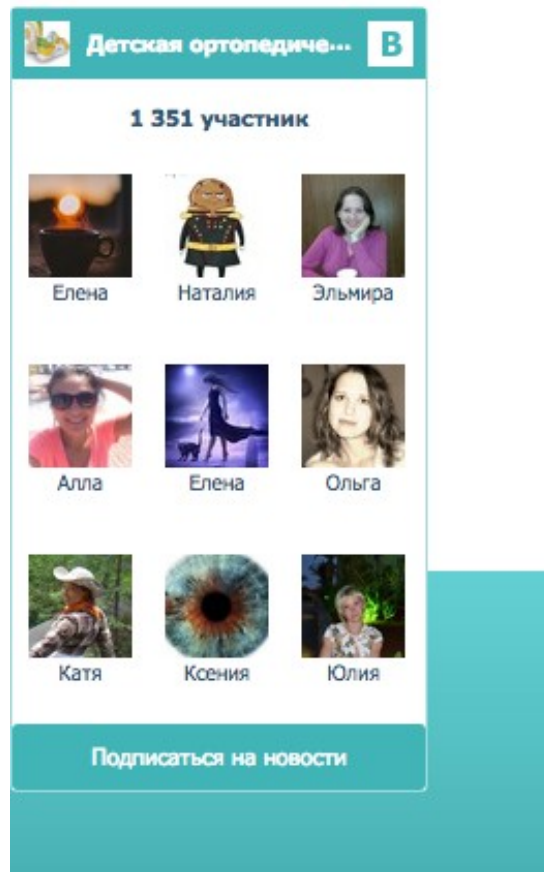 Детская ортопедиче...
B
1 351 участник
Елена Наталия Эльмира
Алла Елена Ольга
Катя Ксения Юлия
Подписаться на новости